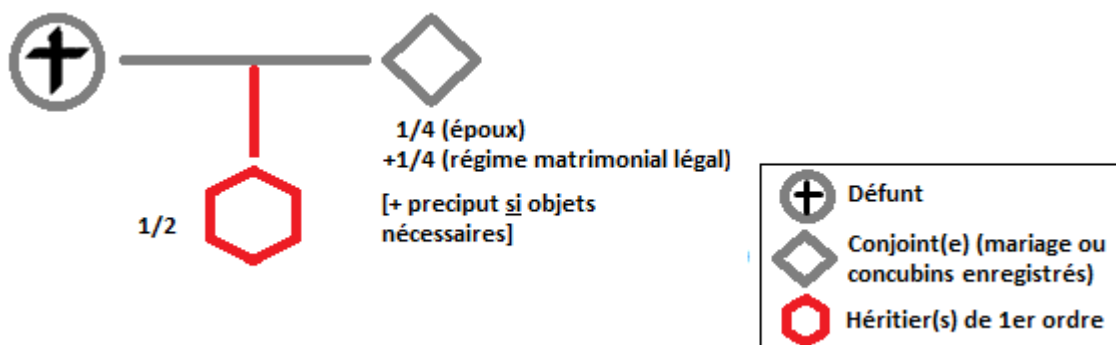 1/4 (époux)
+1/4 (régime matrimonial légal)
[+ preciput si objets
nécessaires]
1/2
Défunt
Conjoint(e) (mariage ou
concubins enregistrés)
Héritier(s) de 1er ordre